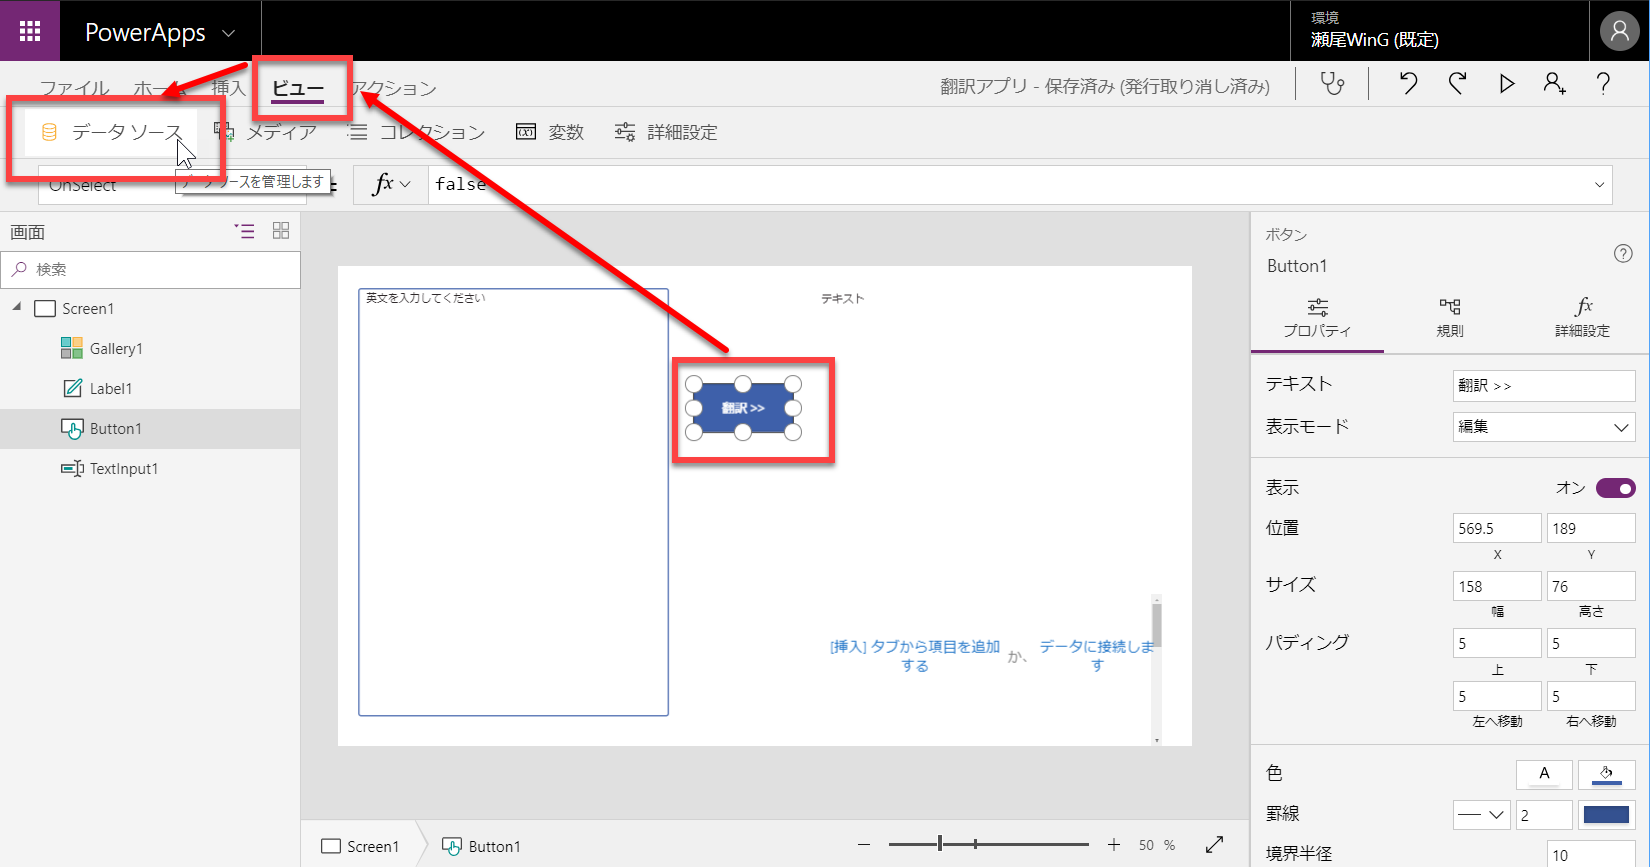 PowerApps
環境
瀬尾WinG (既定)
ファイル ホーム 挿入 ビュー アクション
翻訳アプリ - 保存済み (発行取り消し済み)
データ ソース メディア コレクション 変数 詳細設定
OnSelect
データ ソースを管理します
=
fx
false
画面
検索
Screen1
Gallery1
Label1
Button1
TextInput1
英文を入力してください
テキスト
翻訳 >>
[挿入] タブから項目を追加
する
か、
データに接続しま
す
Screen1 Button1
50 %
ボタン
Button1
プロパティ 規則 詳細設定
テキスト 翻訳 >>
表示モード 編集
表示 オン
位置 569.5 189
X Y
サイズ 158 76
幅 高さ
パディング 5 5
上 下
5 5
左へ移動 右へ移動
色 A
罫線 2
境界半径 10